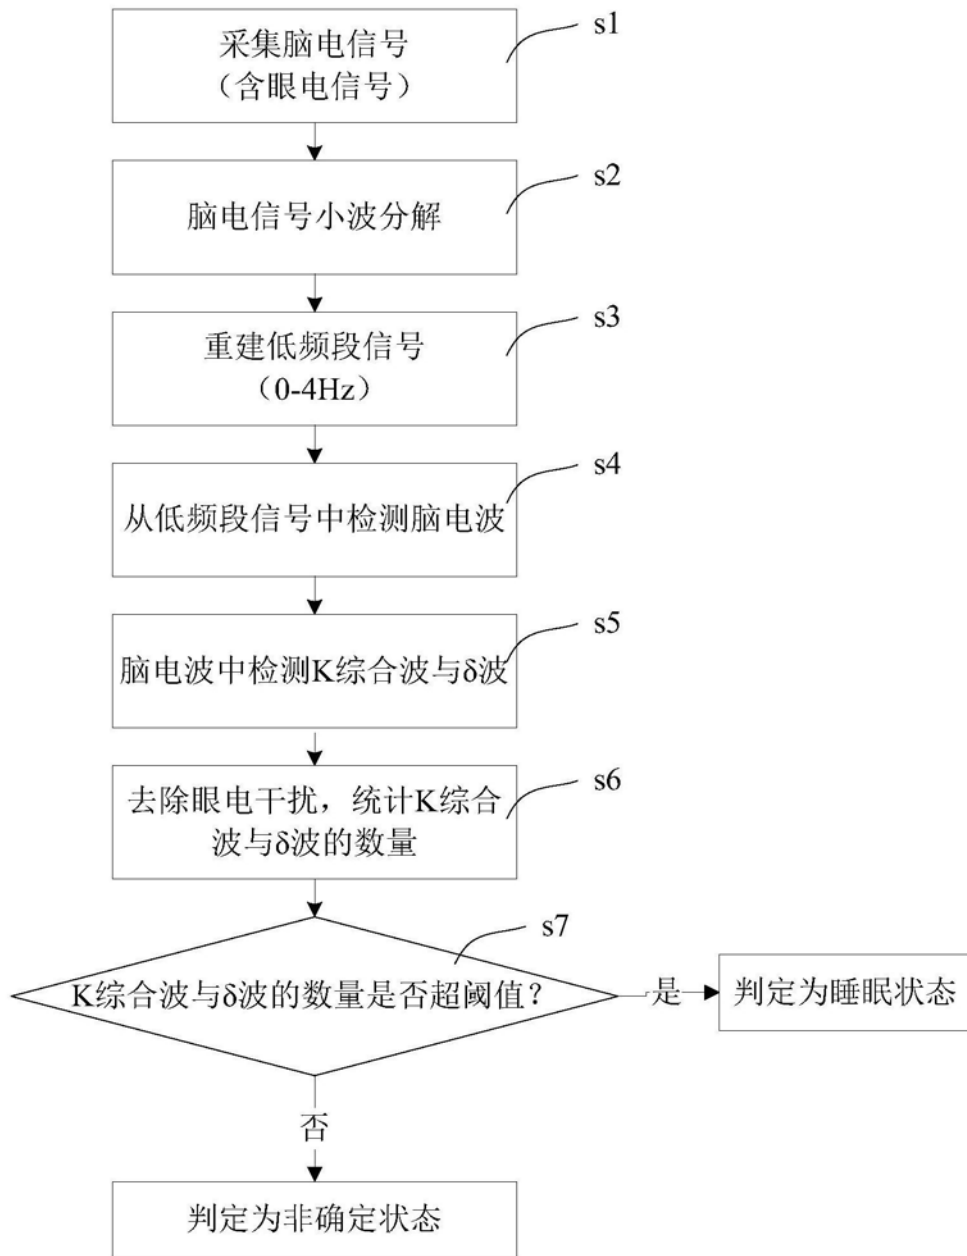 采集脑电信号
（含眼电信号）
s1
脑电信号小波分解
s2
重建低频段信号
（0-4Hz）
s3
从低频段信号中检测脑电波
s4
脑电波中检测K综合波与δ波
s5
去除眼电干扰，统计K综合
波与δ波的数量
s6
s7
K综合波与δ波的数量是否超阈值？
是
判定为睡眠状态
否
判定为非确定状态